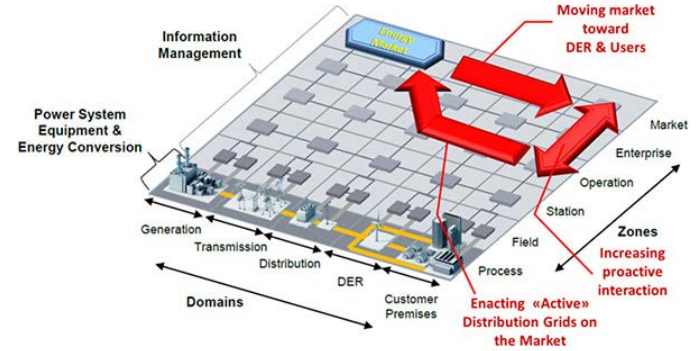 Moving market
toward
DER & Users
Information
Management
Energy
Market
Power System
Equipment &
Energy Conversion
Market
Enterprise
Operation
Station
Field
Process
Zones
Generation
Transmission
Distribution
DER
Customer
Premises
Domains
Increasing
proactive
interaction
Enacting «Active»
Distribution Grids on
the Market